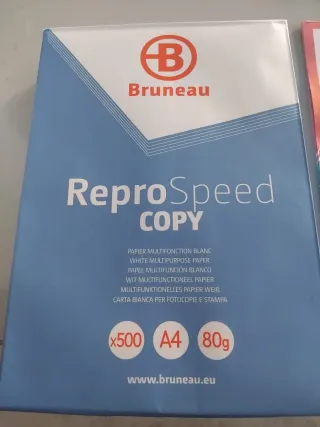 B
Bruneau
ReproSpeed
COPY
PAPIER MULTIFONCTION BLANC
WHITE MULTIPURPOSE PAPER
PAPEL MULTIFUNCIÓN BLANCO
WIT MULTIFUNCTIONEEL PAPIER
MULTIFUNKTIONELLES PAPIER WEIß
CARTA BIANCA PER FOTOCOPIE E STAMPA
x500 A4 80g
www.bruneau.eu